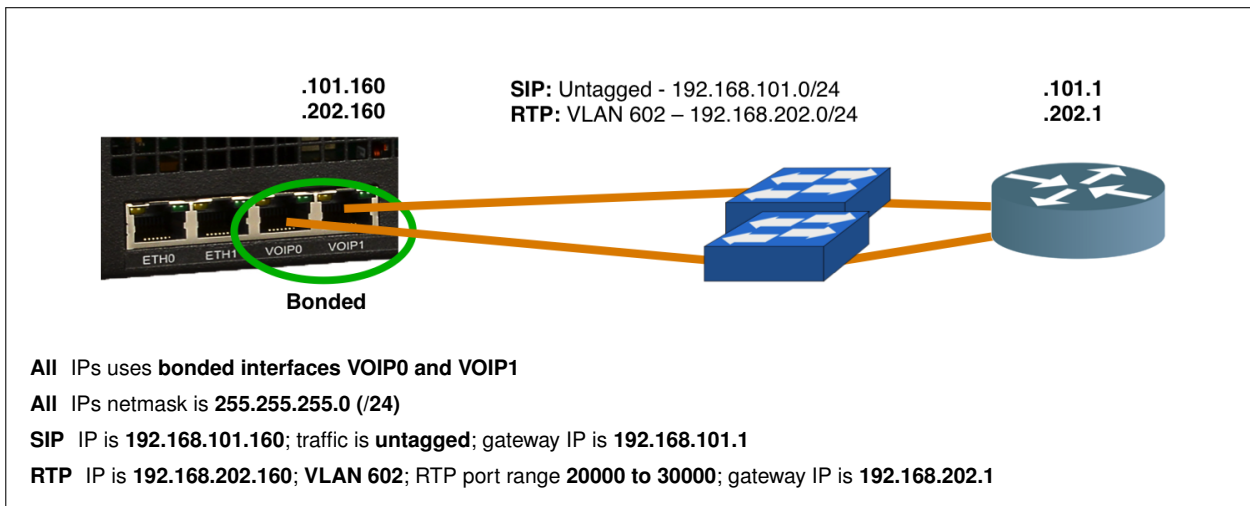 .101.160
.202.160
SIP: Untagged - 192.168.101.0/24
RTP: VLAN 602 – 192.168.202.0/24
.101.1
.202.1
ETH0
ETH1
VOIP0
VOIP1
Bonded
All IPs uses bonded interfaces VOIP0 and VOIP1
All IPs netmask is 255.255.255.0 (/24)
SIP IP is 192.168.101.160; traffic is untagged; gateway IP is 192.168.101.1
RTP IP is 192.168.202.160; VLAN 602; RTP port range 20000 to 30000; gateway IP is 192.168.202.1